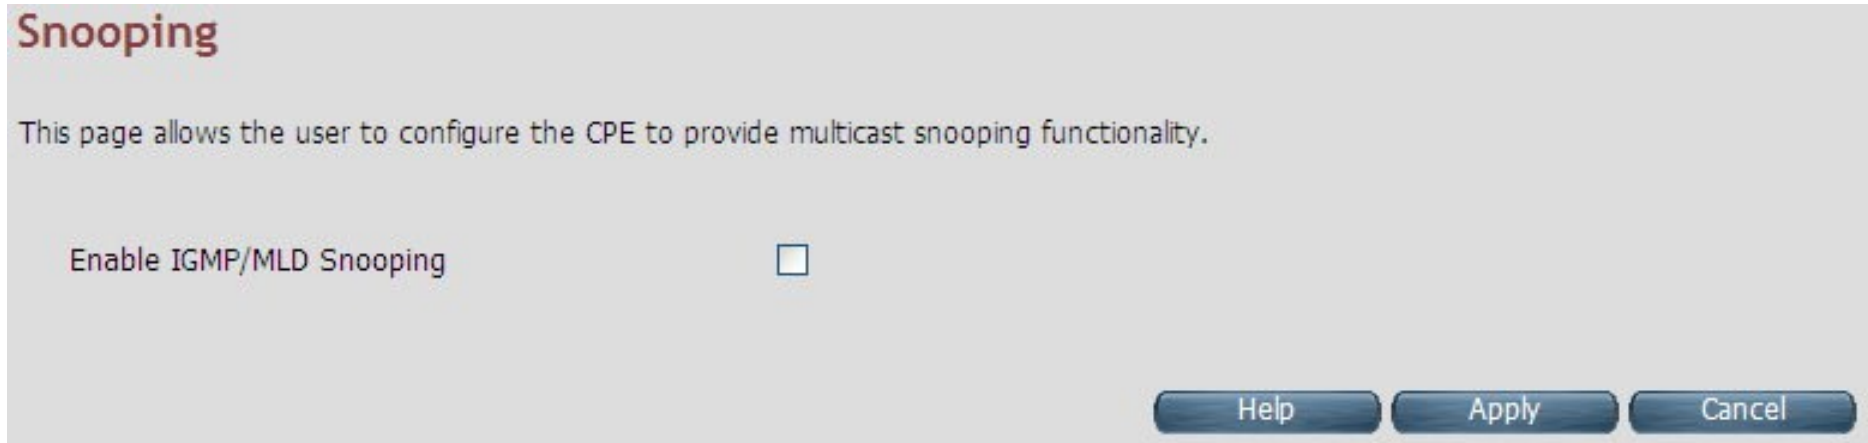 Snooping
This page allows the user to configure the CPE to provide multicast snooping functionality.
Enable IGMP/MLD Snooping
Help Apply Cancel